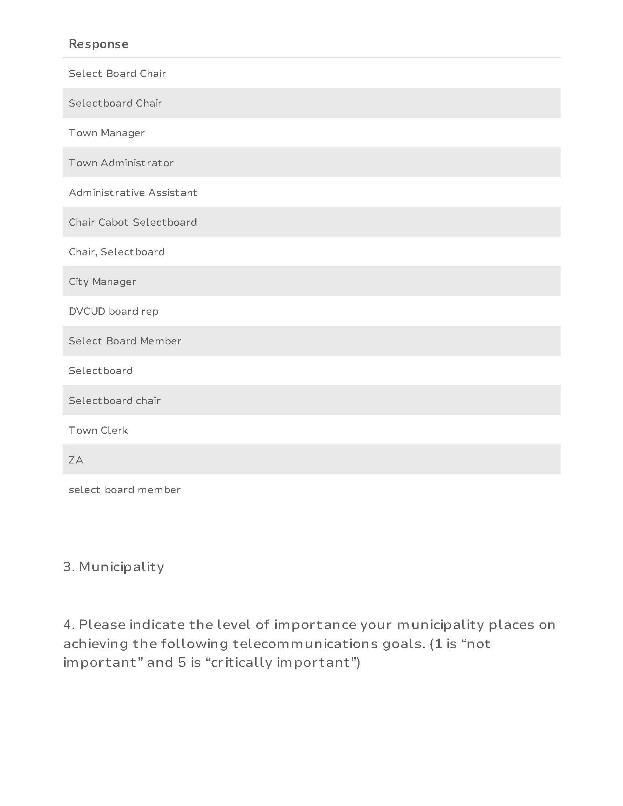 Response
Select Board Chair
Selectboard Chair
Town Manager
Town Administrator
Administrative Assistant
Chair Cabot Selectboard
Chair, Selectboard
City Manager
DVCUD board rep
Select Board Member
Selectboard
Selectboard chair
Town Clerk
ZA
select board member
3. Municipality
4. Please indicate the level of importance your municipality places on
achieving the following telecommunications goals. (1 is “not
important” and 5 is “critically important”)